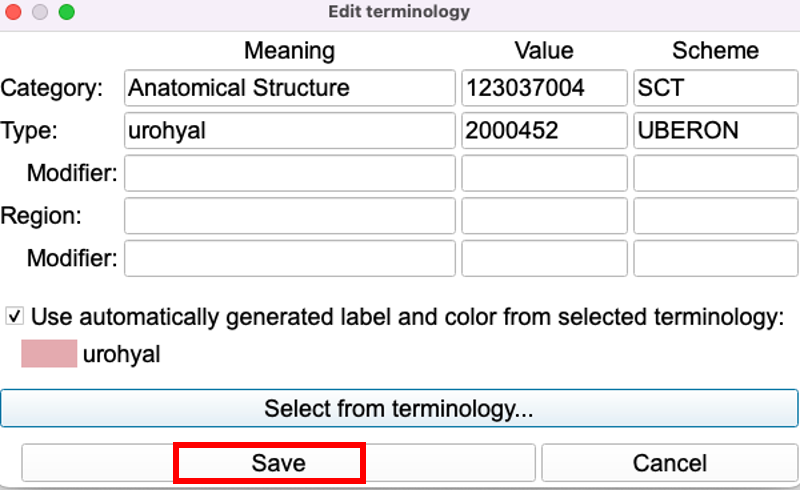 Edit terminology
Meaning Value Scheme
Category: Anatomical Structure 123037004 SCT
Type: urohyal 2000452 UBERON
Modifier:
Region:
Modifier:
Use automatically generated label and color from selected terminology:
urohyal
Select from terminology...
Save Cancel